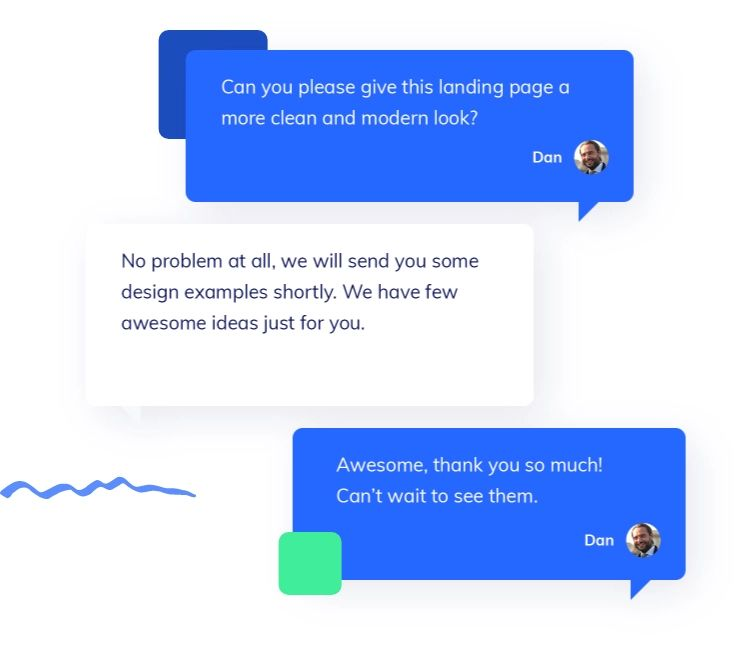 Can you please give this landing page a
more clean and modern look?
Dan
No problem at all, we will send you some
design examples shortly. We have few
awesome ideas just for you.
Awesome, thank you so much!
Can’t wait to see them.
Dan